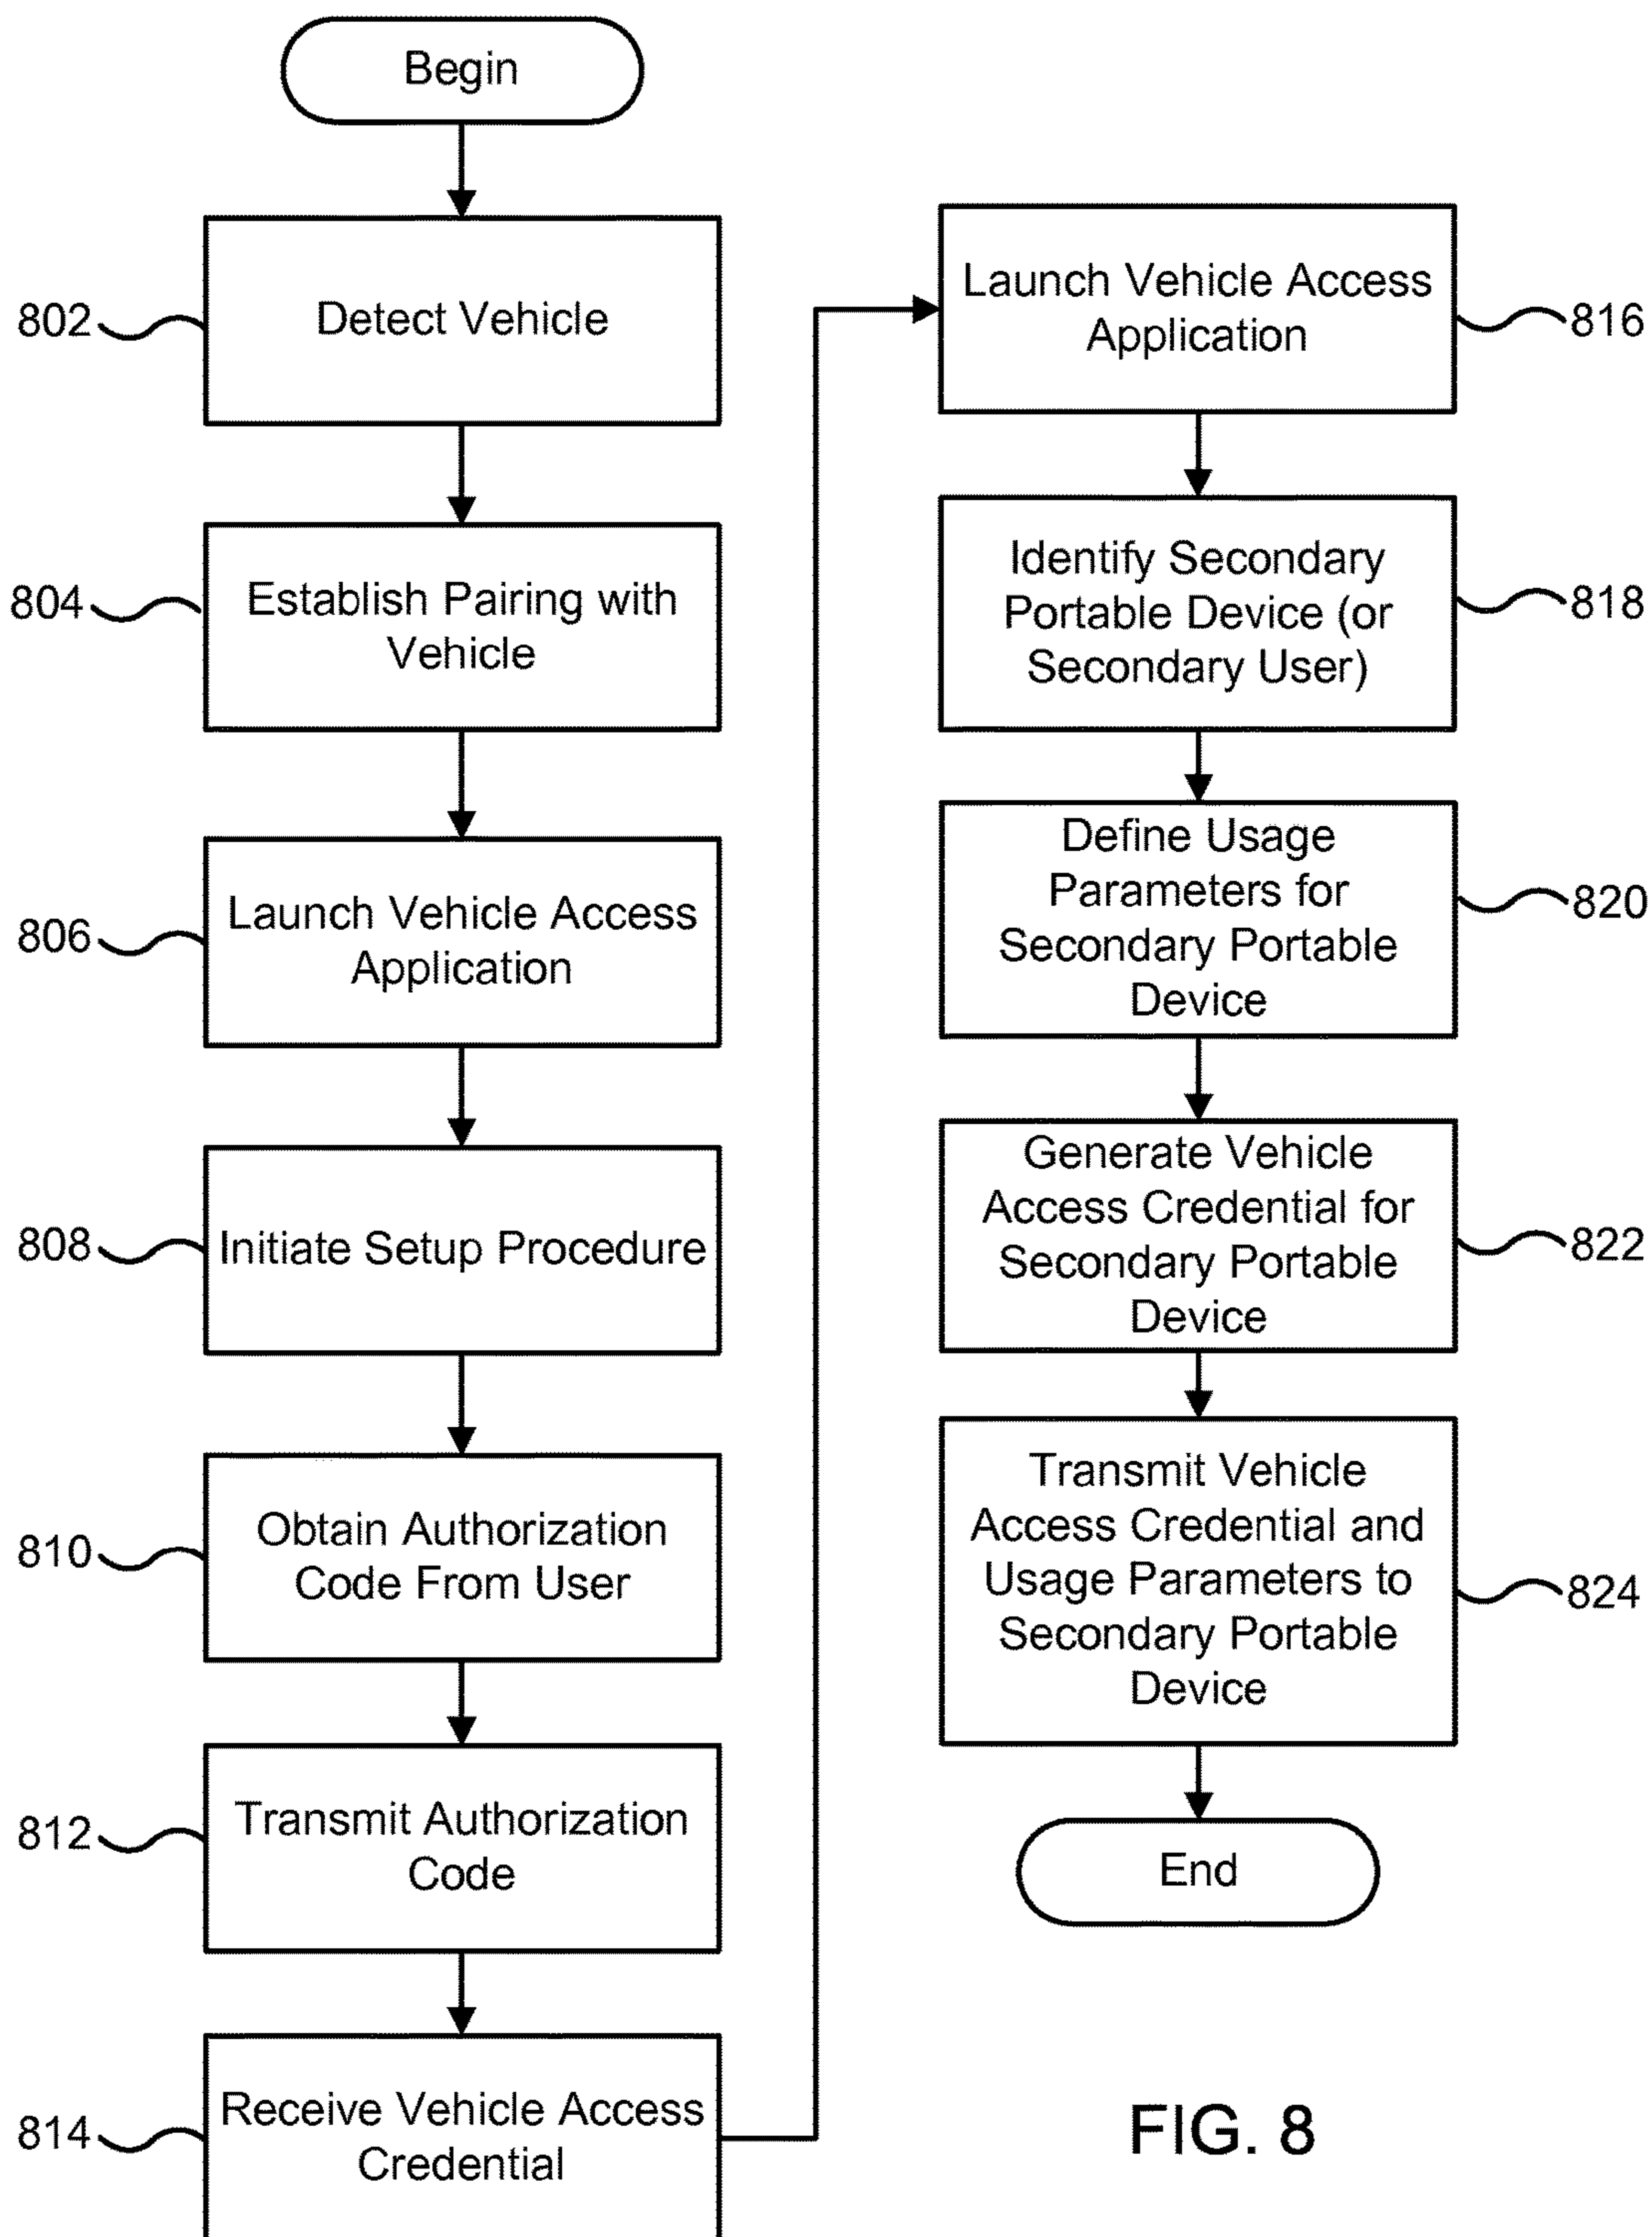 Begin
802
Detect Vehicle
804
Establish Pairing with
Vehicle
806
Launch Vehicle Access
Application
808
Initiate Setup Procedure
810
Obtain Authorization
Code From User
812
Transmit Authorization
Code
814
Receive Vehicle Access
Credential
Launch Vehicle Access
Application
816
Identify Secondary
Portable Device (or
Secondary User)
818
Define Usage
Parameters for
Secondary Portable
Device
820
Generate Vehicle
Access Credential for
Secondary Portable
Device
822
Transmit Vehicle
Access Credential and
Usage Parameters to
Secondary Portable
Device
824
End
FIG. 8